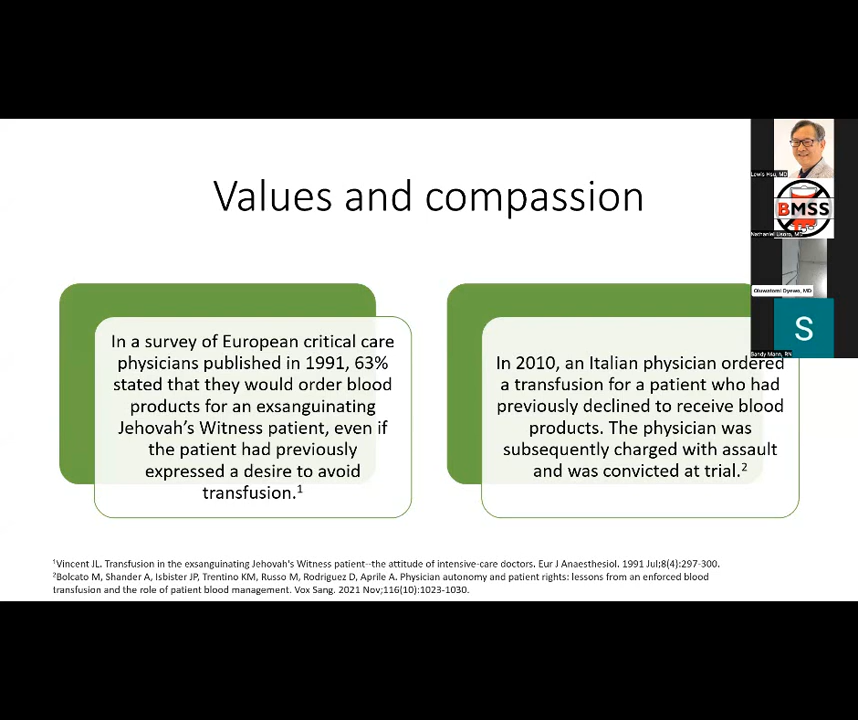 Values and compassion
In a survey of European critical care
physicians published in 1991, 63%
stated that they would order blood
products for an exsanguinating
Jehovah's Witness patient, even if
the patient had previously
expressed a desire to avoid
transfusion.¹
In 2010, an Italian physician ordered
a transfusion for a patient who had
previously declined to receive blood
products. The physician was
subsequently charged with assault
and was convicted at trial.²
¹Vincent JL. Transfusion in the exsanguinating Jehovah's Witness patient--the attitude of intensive-care doctors. Eur J Anaesthesiol. 1991 Jul;8(4):297-300.
²Bolcato M, Shander A, Isbister JP, Trentino KM, Russo M, Rodriguez D, Aprile A. Physician autonomy and patient rights: lessons from an enforced blood
transfusion and the role of patient blood management. Vox Sang. 2021 Nov;116(10):1023-1030.
Lewis Hsu, MD
BMSS
Nathaniel Usoro, MD
Oluwatomi Oyewo, MD
S
Sandy Mann, RN